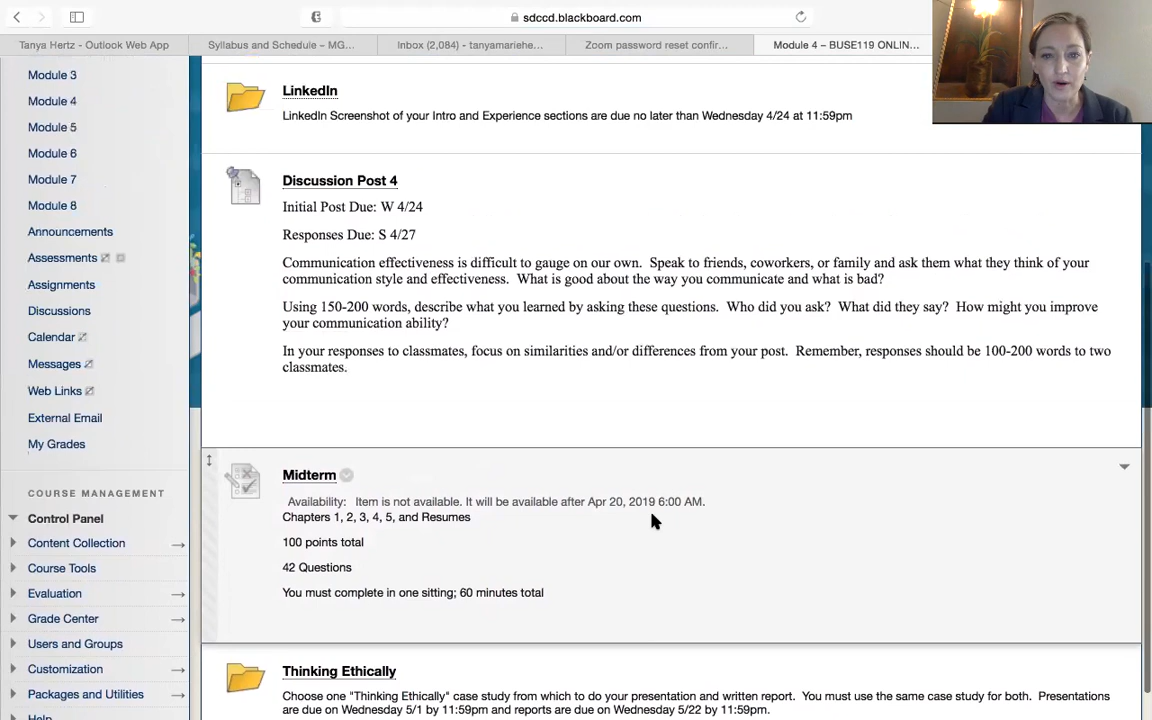 sdccd.blackboard.com
Tanya Hertz - Outlook Web App
Syllabus and Schedule – MG...
Inbox (2,084) - tanyamariehe...
Zoom password reset confir...
Module 4 – BUSE119 ONLIN...
Module 3
Module 4
Module 5
Module 6
Module 7
Module 8
Announcements
Assessments
Assignments
Discussions
Calendar
Messages
Web Links
External Email
My Grades
COURSE MANAGEMENT
Control Panel
Content Collection
Course Tools
Evaluation
Grade Center
Users and Groups
Customization
Packages and Utilities
Help
LinkedIn
LinkedIn Screenshot of your Intro and Experience sections are due no later than Wednesday 4/24 at 11:59pm
Discussion Post 4
Initial Post Due: W 4/24
Responses Due: S 4/27
Communication effectiveness is difficult to gauge on our own. Speak to friends, coworkers, or family and ask them what they think of your
communication style and effectiveness. What is good about the way you communicate and what is bad?
Using 150-200 words, describe what you learned by asking these questions. Who did you ask? What did they say? How might you improve
your communication ability?
In your responses to classmates, focus on similarities and/or differences from your post. Remember, responses should be 100-200 words to two
classmates.
Midterm
Availability: Item is not available. It will be available after Apr 20, 2019 6:00 AM.
Chapters 1, 2, 3, 4, 5, and Resumes
100 points total
42 Questions
You must complete in one sitting; 60 minutes total
Thinking Ethically
Choose one "Thinking Ethically" case study from which to do your presentation and written report. You must use the same case study for both. Presentations
are due on Wednesday 5/1 by 11:59pm and reports are due on Wednesday 5/22 by 11:59pm.